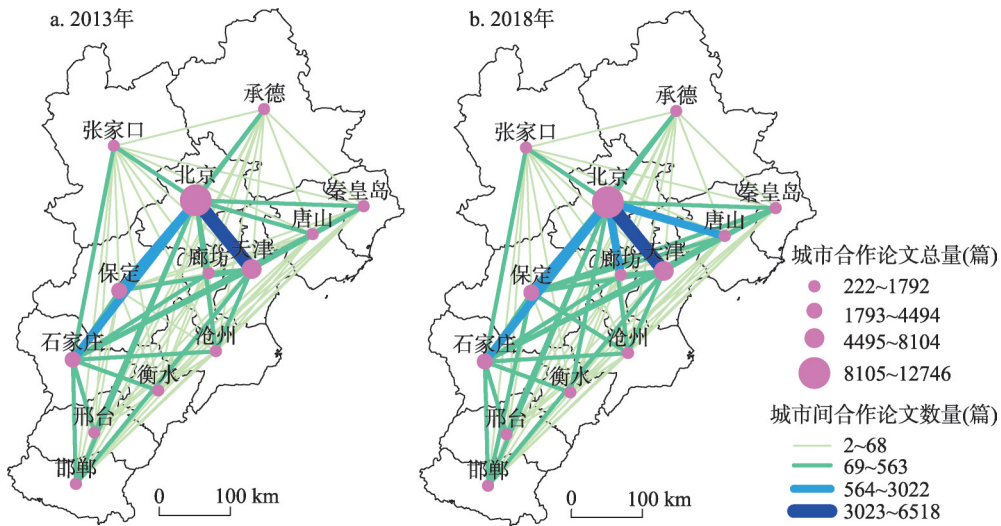 a. 2013年
承德
张家口
北京
秦皇岛
唐山
廊坊
天津
保定
石家庄
沧州
衡水
邢台
邯郸
0 100 km
b. 2018年
承德
张家口
北京
秦皇岛
唐山
廊坊
天津
保定
石家庄
沧州
衡水
邢台
邯郸
0 100 km
城市合作论文总量(篇)
222~1792
1793~4494
4495~8104
8105~12746
城市间合作论文数量(篇)
2~68
69~563
564~3022
3023~6518